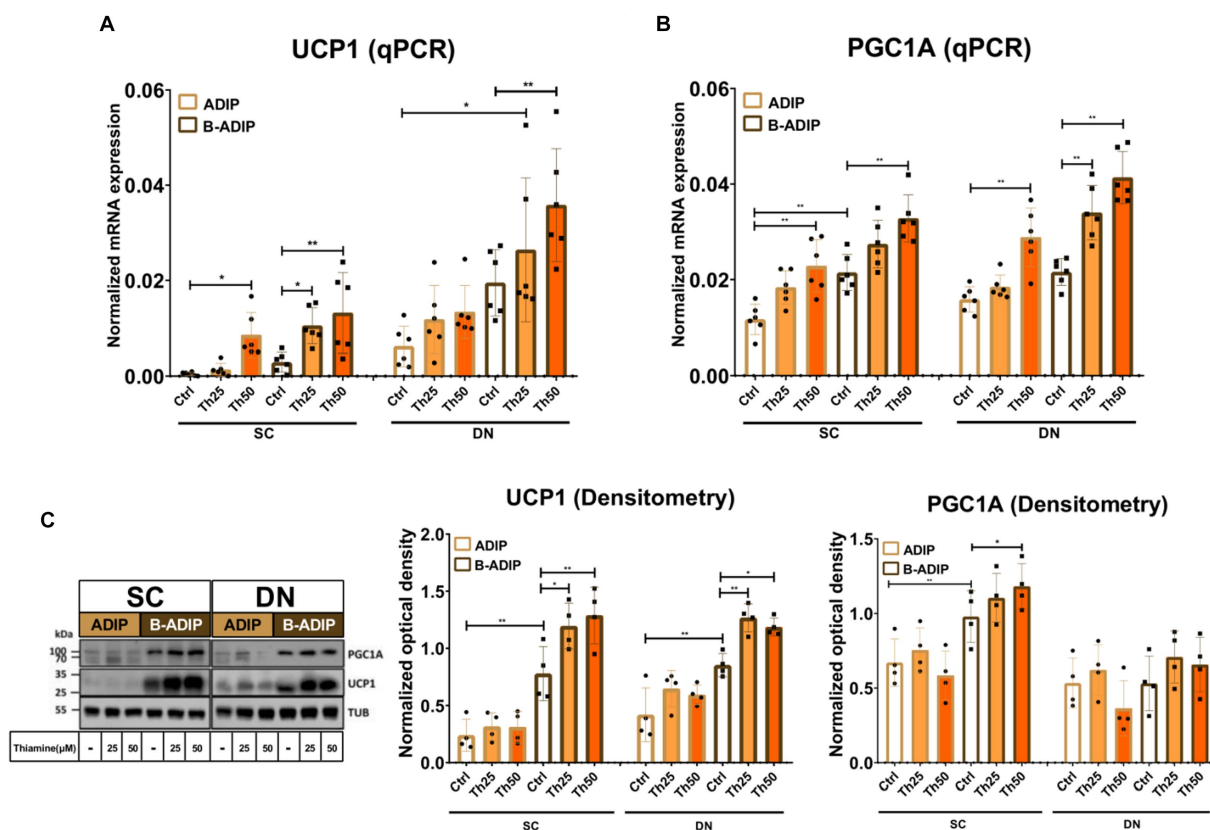 A
UCP1 (qPCR)
Normalized mRNA expression
0.06
0.04
0.02
0.00
ADIP
B-ADIP
*
**
*
*
**
Ctrl Th25 Th50 Ctrl Th25 Th50 Ctrl Th25 Th50 Ctrl Th25 Th50
SC DN
B
PGC1A (qPCR)
Normalized mRNA expression
0.06
0.04
0.02
0.00
ADIP
B-ADIP
**
**
**
**
**
**
Ctrl Th25 Th50 Ctrl Th25 Th50 Ctrl Th25 Th50 Ctrl Th25 Th50
SC DN
C
SC DN
ADIP B-ADIP ADIP B-ADIP
kDa
100
70
PGC1A
35
25
UCP1
55
TUB
Thiamine(μM) - 25 50 - 25 50 - 25 50 - 25 50
UCP1 (Densitometry)
Normalized optical density
2.0
1.5
1.0
0.5
0.0
ADIP
B-ADIP
**
*
**
*
**
**
Ctrl Th25 Th50 Ctrl Th25 Th50 Ctrl Th25 Th50 Ctrl Th25 Th50
SC DN
PGC1A (Densitometry)
Normalized optical density
1.5
1.0
0.5
0.0
ADIP
B-ADIP
*
**
Ctrl Th25 Th50 Ctrl Th25 Th50 Ctrl Th25 Th50 Ctrl Th25 Th50
SC DN